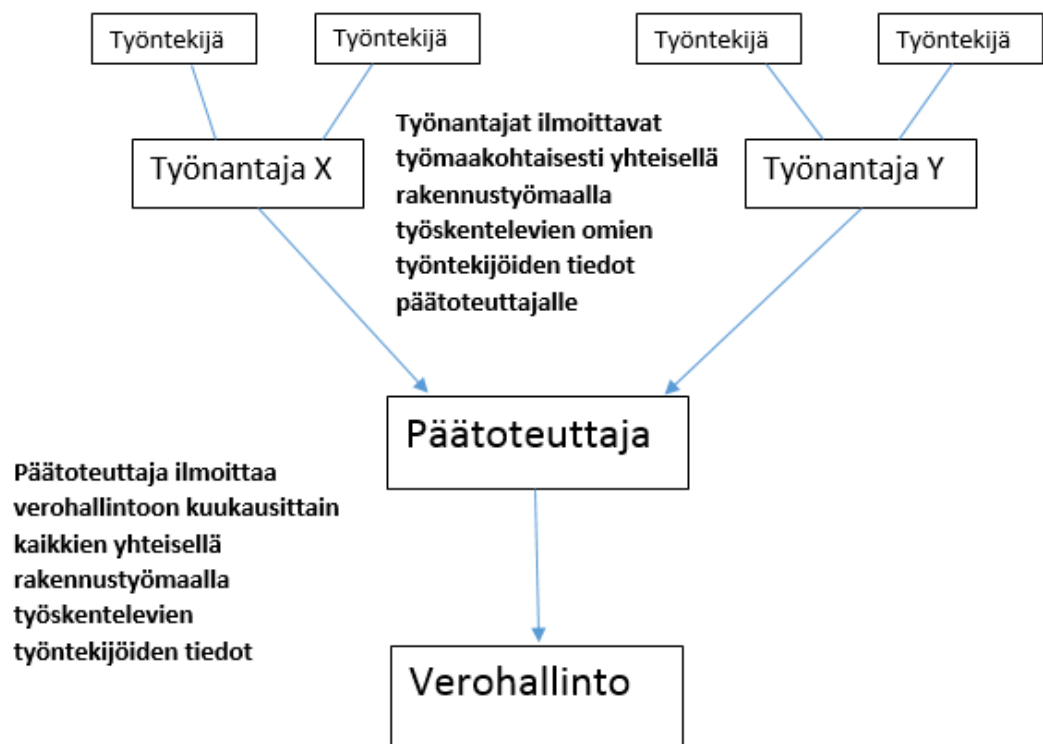 Työntekijä
Työntekijä
Työntekijä
Työntekijä
Työnantajat ilmoittavat
työmaakohtaisesti yhteisellä
rakennustyömaalla
työskentelevien omien
työntekijöiden tiedot
päätoteuttajalle
Työnantaja X
Työnantaja Y
Päätoteuttaja
Päätoteuttaja ilmoittaa
verohallintoon kuukausittain
kaikkien yhteisellä
rakennustyömaalla
työskentelevien
työntekijöiden tiedot
Verohallinto